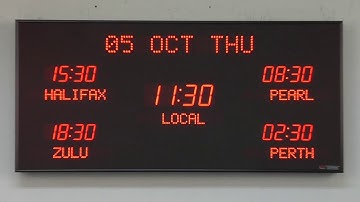 05 OCT THU
15:30
HALIFAX
11:30
LOCAL
08:30
PEARL
18:30
ZULU
02:30
PERTH